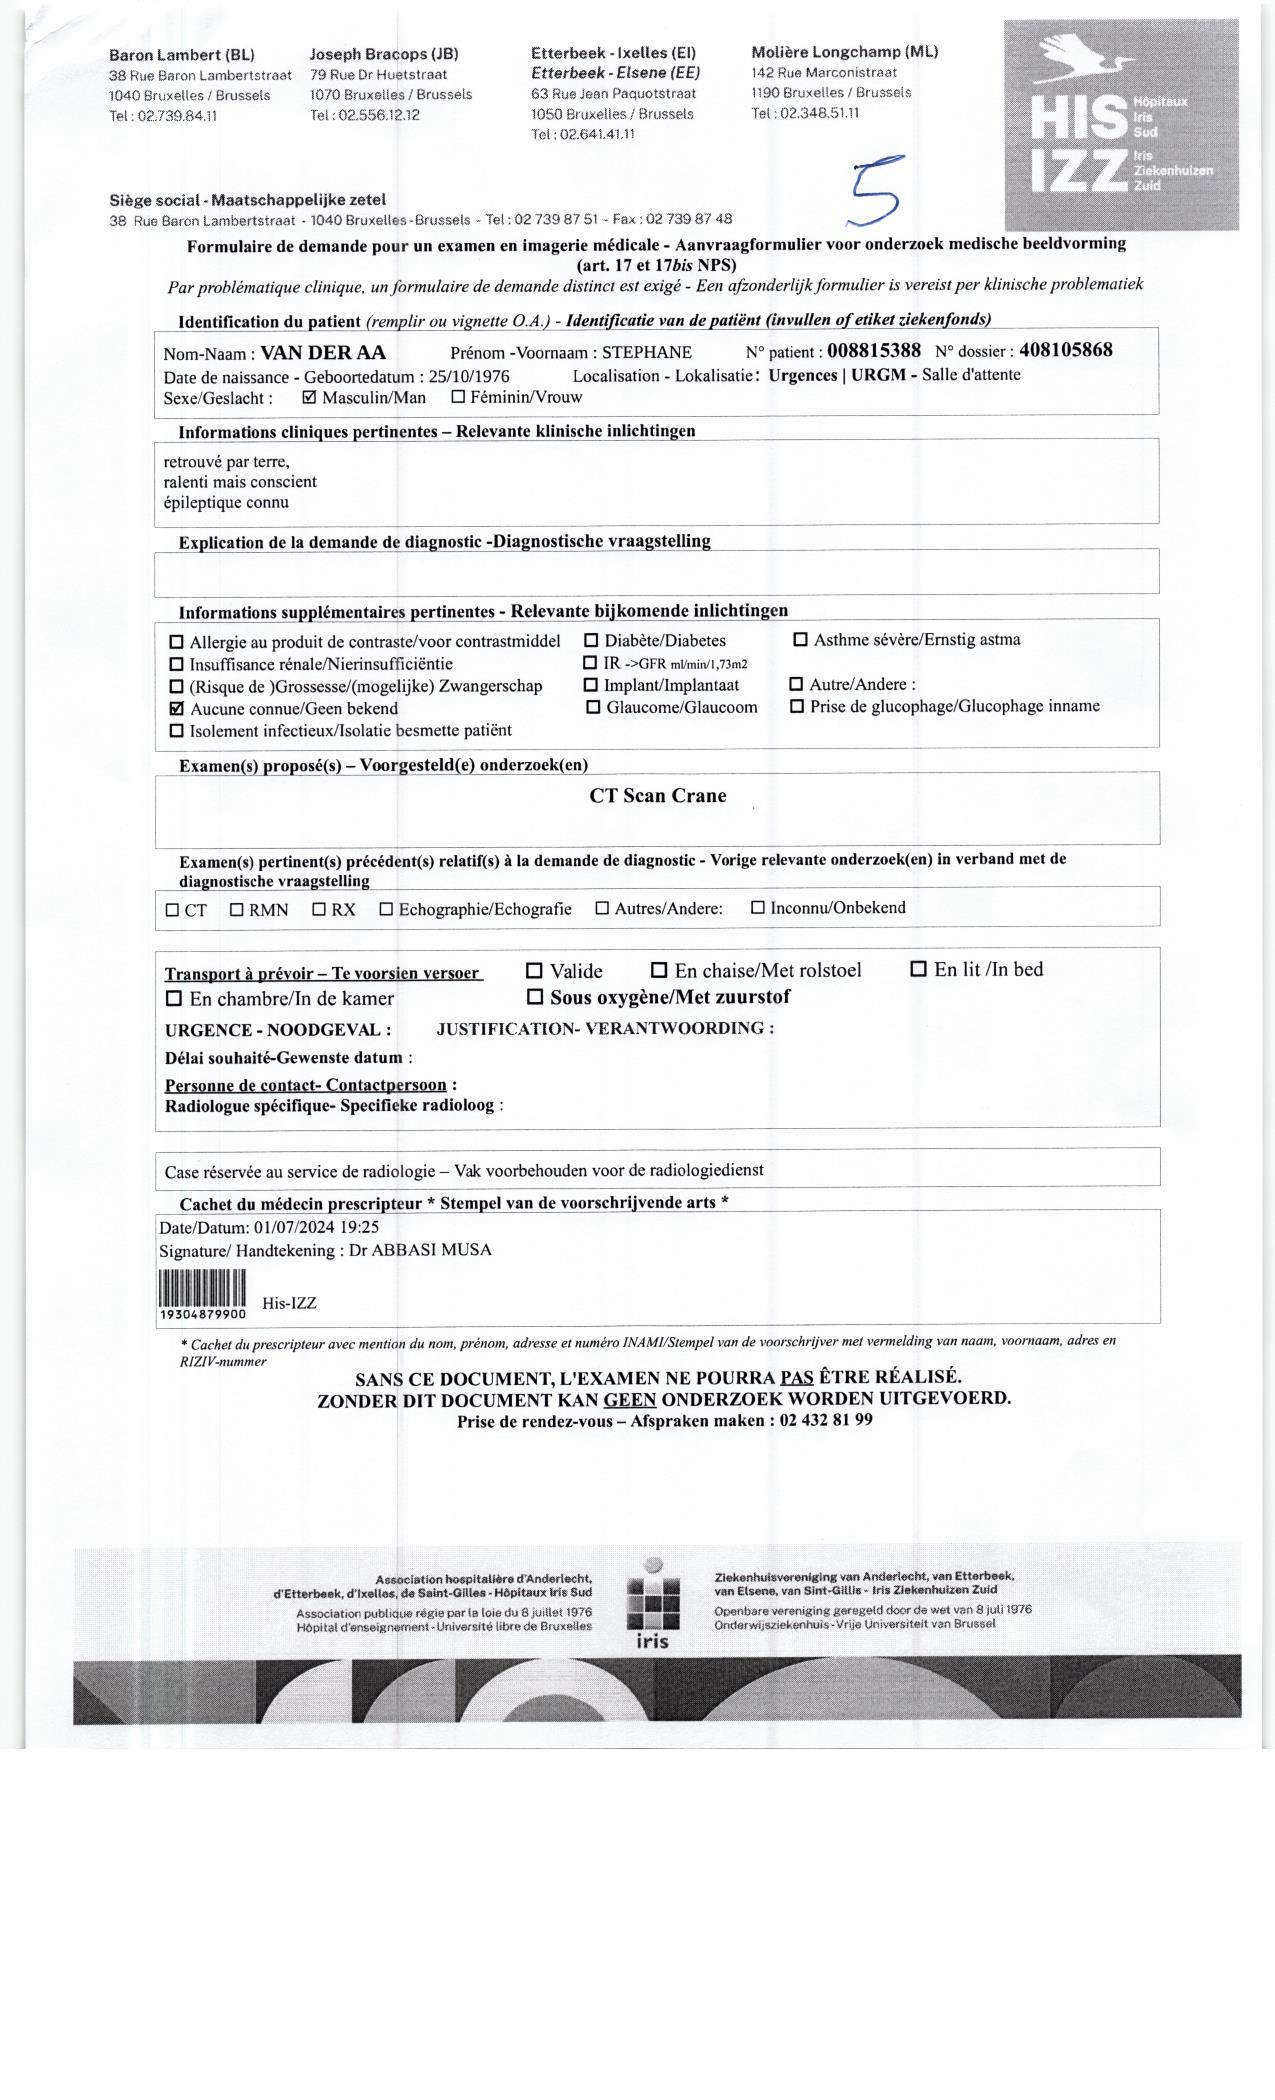 Baron Lambert (BL)
38 Rue Baron Lambertstraat
1040 Bruxelles / Brussels
Tel : 02.739.84.11
Joseph Bracops (JB)
79 Rue Dr Huetstraat
1070 Bruxelles / Brussels
Tel : 02.556.12.12
Etterbeek - Ixelles (EI)
Etterbeek - Elsene (EE)
63 Rue Jean Paquotstraat
1050 Bruxelles / Brussels
Tel : 02.641.41.11
Molière Longchamp (ML)
142 Rue Marconistraat
1190 Bruxelles / Brussels
Tel : 02.348.51.11
HIS Hôpitaux Iris Sud
IZZ Iris Ziekenhuizen Zuid
5
Siège social - Maatschappelijke zetel
38 Rue Baron Lambertstraat - 1040 Bruxelles-Brussels - Tel : 02 739 87 51 - Fax : 02 739 87 48
Formulaire de demande pour un examen en imagerie médicale - Aanvraagformulier voor onderzoek medische beeldvorming
(art. 17 et 17bis NPS)
Par problématique clinique, un formulaire de demande distinct est exigé - Een afzonderlijk formulier is vereist per klinische problematiek
Identification du patient (remplir ou vignette O.A.) - Identificatie van de patiënt (invullen of etiket ziekenfonds)
Nom-Naam : VAN DER AA Prénom -Voornaam : STEPHANE N° patient : 008815388 N° dossier : 408105868
Date de naissance - Geboortedatum : 25/10/1976 Localisation - Lokalisatie: Urgences | URGM - Salle d'attente
Sexe/Geslacht : ☑ Masculin/Man ☐ Féminin/Vrouw
Informations cliniques pertinentes – Relevante klinische inlichtingen
retrouvé par terre,
ralenti mais conscient
épileptique connu
Explication de la demande de diagnostic -Diagnostische vraagstelling
Informations supplémentaires pertinentes - Relevante bijkomende inlichtingen
☐ Allergie au produit de contraste/voor contrastmiddel ☐ Diabète/Diabetes ☐ Asthme sévère/Ernstig astma
☐ Insuffisance rénale/Nierinsufficiëntie ☐ IR ->GFR ml/min/1,73m2
☐ (Risque de )Grossesse/(mogelijke) Zwangerschap ☐ Implant/Implantaat ☐ Autre/Andere :
☑ Aucune connue/Geen bekend ☐ Glaucome/Glaucoom ☐ Prise de glucophage/Glucophage inname
☐ Isolement infectieux/Isolatie besmette patiënt
Examen(s) proposé(s) – Voorgesteld(e) onderzoek(en)
CT Scan Crane
Examen(s) pertinent(s) précédent(s) relatif(s) à la demande de diagnostic - Vorige relevante onderzoek(en) in verband met de
diagnostische vraagstelling
☐ CT ☐ RMN ☐ RX ☐ Echographie/Echografie ☐ Autres/Andere: ☐ Inconnu/Onbekend
Transport à prévoir – Te voorsien versoer ☐ Valide ☐ En chaise/Met rolstoel ☐ En lit /In bed
☐ En chambre/In de kamer ☐ Sous oxygène/Met zuurstof
URGENCE - NOODGEVAL : JUSTIFICATION- VERANTWOORDING :
Délai souhaité-Gewenste datum :
Personne de contact- Contactpersoon :
Radiologue spécifique- Specifieke radioloog :
Case réservée au service de radiologie – Vak voorbehouden voor de radiologiedienst
Cachet du médecin prescripteur * Stempel van de voorschrijvende arts *
Date/Datum: 01/07/2024 19:25
Signature/ Handtekening : Dr ABBASI MUSA
19304879900 His-IZZ
* Cachet du prescripteur avec mention du nom, prénom, adresse et numéro INAMI/Stempel van de voorschrijver met vermelding van naam, voornaam, adres en
RIZIV-nummer
SANS CE DOCUMENT, L'EXAMEN NE POURRA PAS ÊTRE RÉALISÉ.
ZONDER DIT DOCUMENT KAN GEEN ONDERZOEK WORDEN UITGEVOERD.
Prise de rendez-vous – Afspraken maken : 02 432 81 99
Association hospitalière d'Anderlecht,
d'Etterbeek, d'Ixelles, de Saint-Gilles - Hôpitaux Iris Sud
Association publique régie par la loie du 8 juillet 1976
Hôpital d'enseignement - Université libre de Bruxelles
iris
Ziekenhuisvereniging van Anderlecht, van Etterbeek,
van Elsene, van Sint-Gillis - Iris Ziekenhuizen Zuid
Openbare vereniging geregeld door de wet van 8 juli 1976
Onderwijsziekenhuis - Vrije Universiteit van Brussel